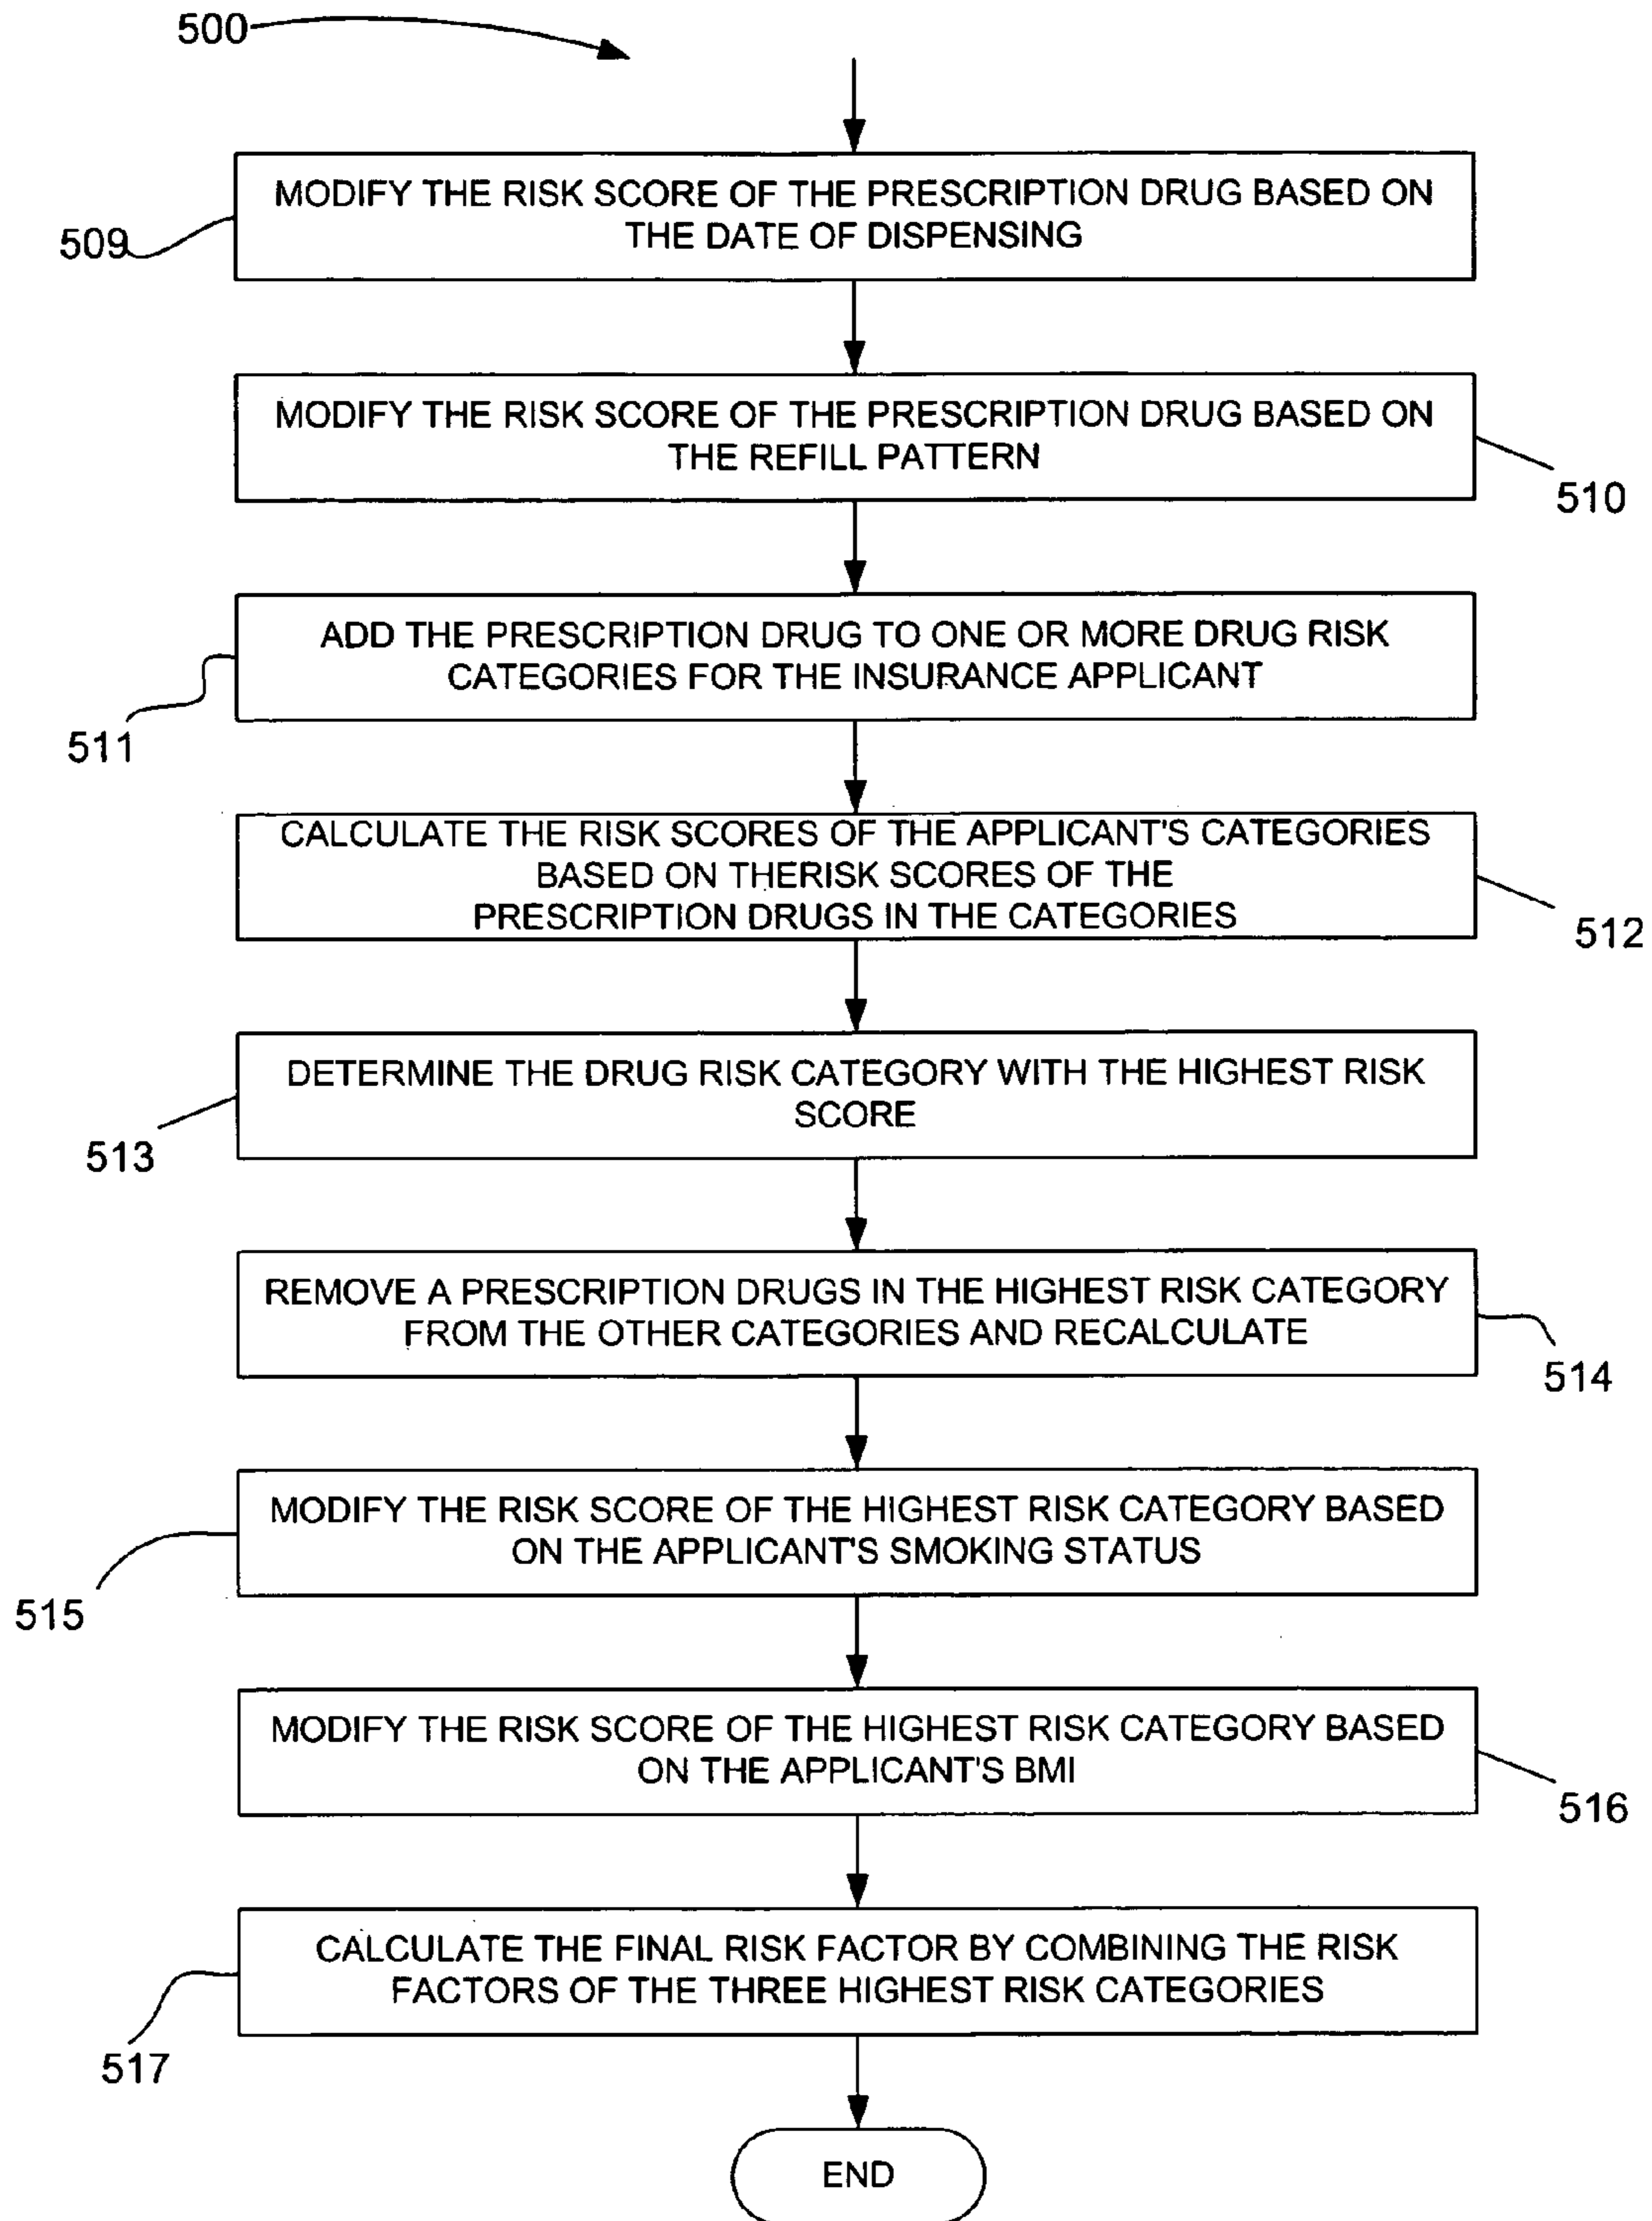 500
MODIFY THE RISK SCORE OF THE PRESCRIPTION DRUG BASED ON
THE DATE OF DISPENSING
509
MODIFY THE RISK SCORE OF THE PRESCRIPTION DRUG BASED ON
THE REFILL PATTERN
510
ADD THE PRESCRIPTION DRUG TO ONE OR MORE DRUG RISK
CATEGORIES FOR THE INSURANCE APPLICANT
511
CALCULATE THE RISK SCORES OF THE APPLICANT'S CATEGORIES
BASED ON THERISK SCORES OF THE
PRESCRIPTION DRUGS IN THE CATEGORIES
512
DETERMINE THE DRUG RISK CATEGORY WITH THE HIGHEST RISK
SCORE
513
REMOVE A PRESCRIPTION DRUGS IN THE HIGHEST RISK CATEGORY
FROM THE OTHER CATEGORIES AND RECALCULATE
514
MODIFY THE RISK SCORE OF THE HIGHEST RISK CATEGORY BASED
ON THE APPLICANT'S SMOKING STATUS
515
MODIFY THE RISK SCORE OF THE HIGHEST RISK CATEGORY BASED
ON THE APPLICANT'S BMI
516
CALCULATE THE FINAL RISK FACTOR BY COMBINING THE RISK
FACTORS OF THE THREE HIGHEST RISK CATEGORIES
517
END